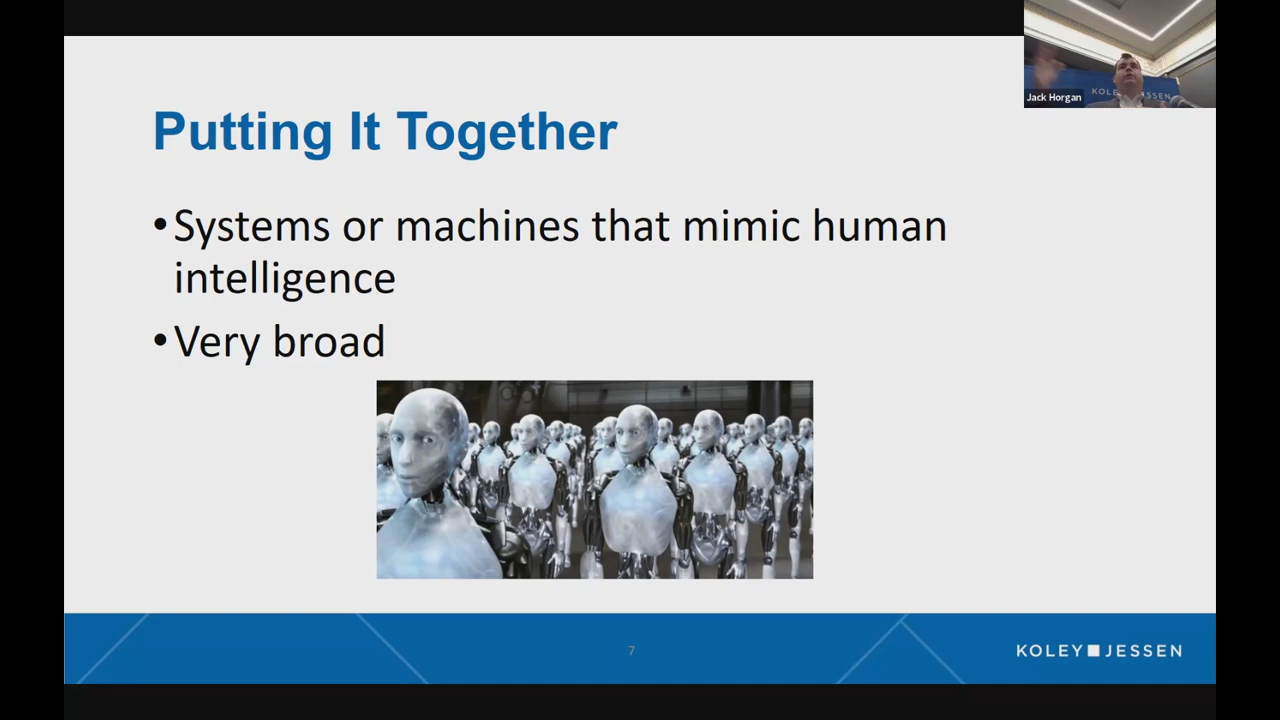 Putting It Together
•Systems or machines that mimic human
intelligence
•Very broad
7
KOLEY JESSEN
Jack Horgan